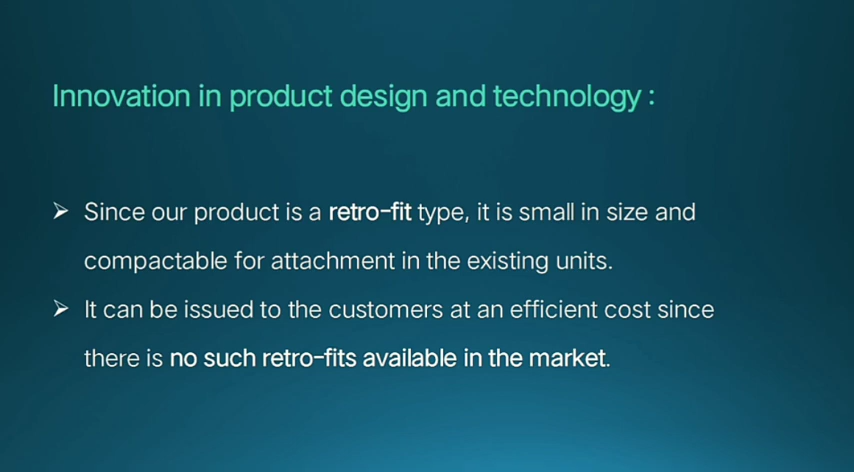 Innovation in product design and technology :
➢ Since our product is a retro-fit type, it is small in size and
compactable for attachment in the existing units.
➢ It can be issued to the customers at an efficient cost since
there is no such retro-fits available in the market.